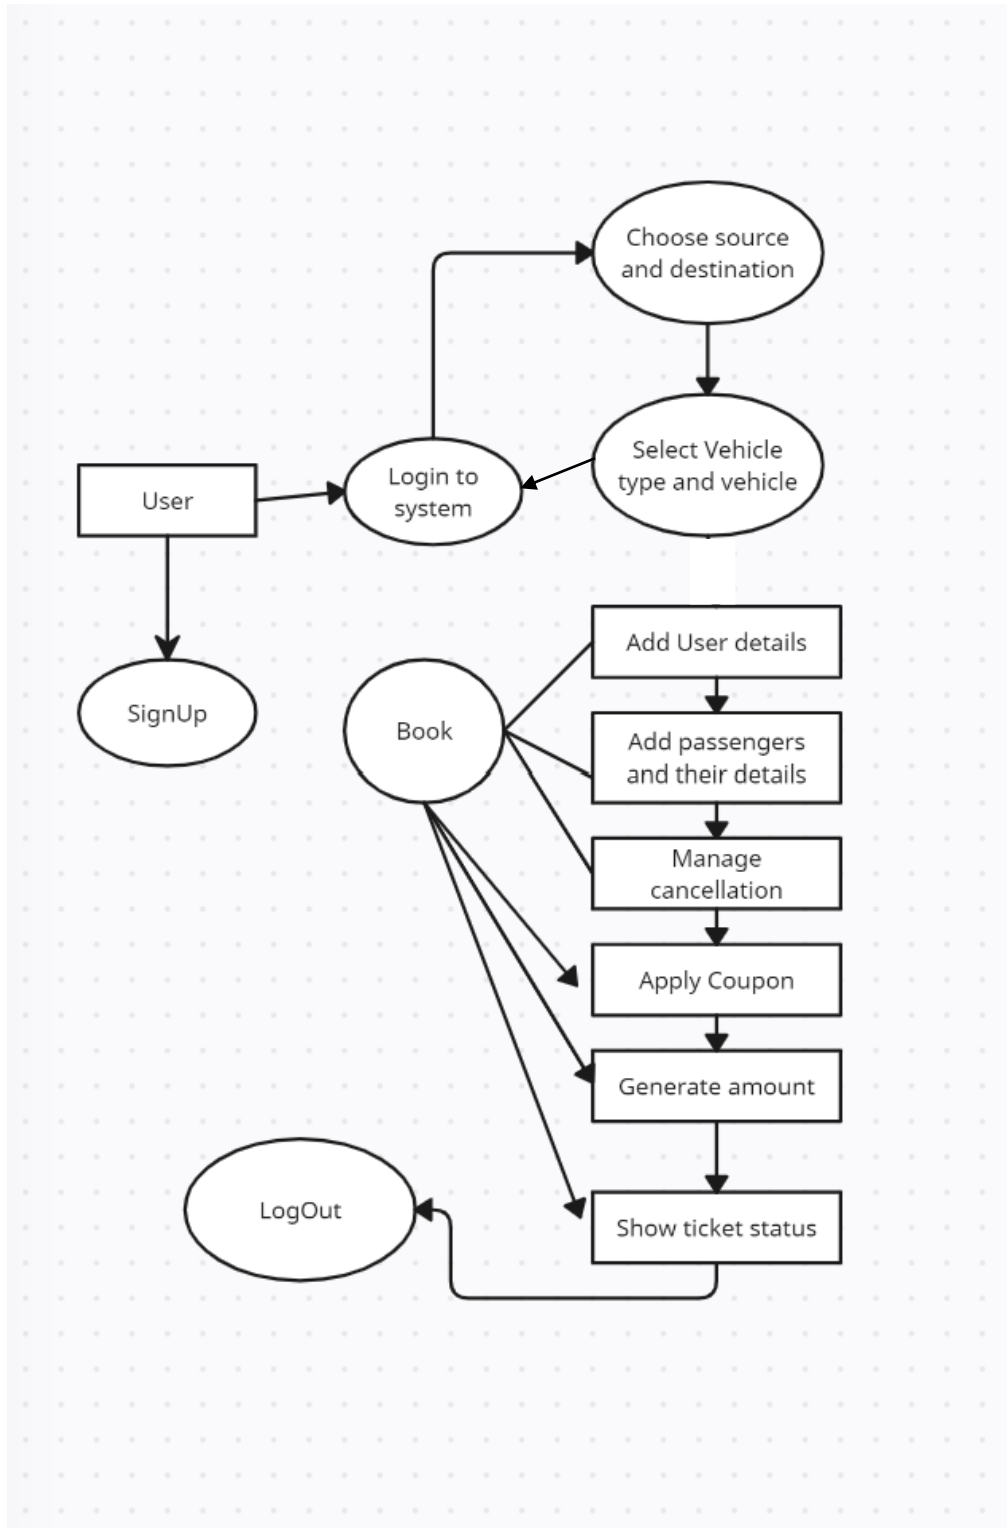 Choose source
and destination
Select Vehicle
type and vehicle
Login to
system
User
SignUp
Book
Add User details
Add passengers
and their details
Manage
cancellation
Apply Coupon
Generate amount
Show ticket status
LogOut